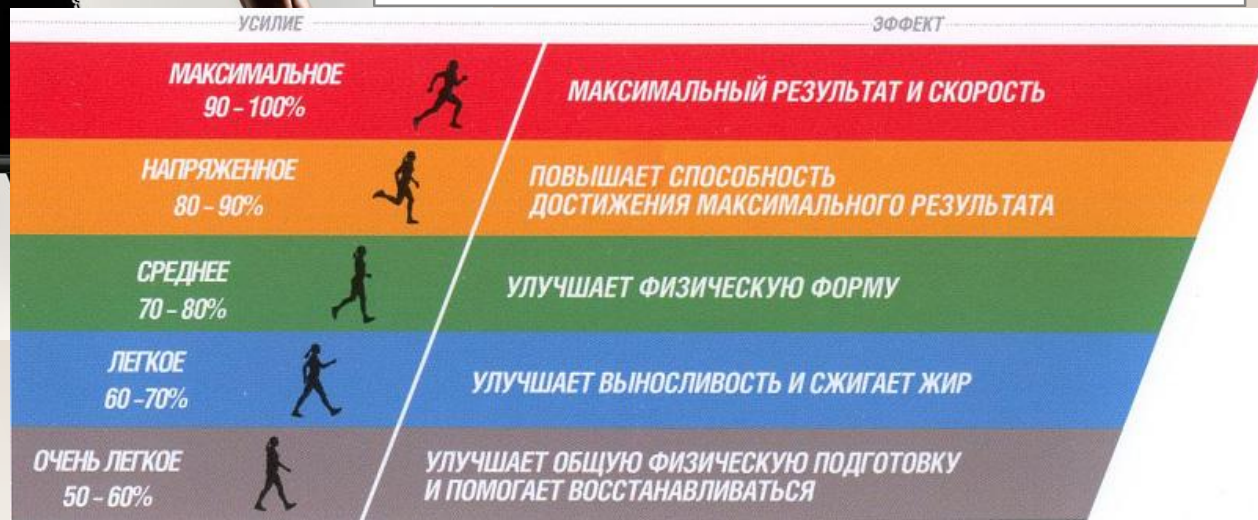 УСИЛИЕ
ЭФФЕКТ
МАКСИМАЛЬНОЕ
90 – 100%
МАКСИМАЛЬНЫЙ РЕЗУЛЬТАТ И СКОРОСТЬ
НАПРЯЖЕННОЕ
80 – 90%
ПОВЫШАЕТ СПОСОБНОСТЬ
ДОСТИЖЕНИЯ МАКСИМАЛЬНОГО РЕЗУЛЬТАТА
СРЕДНЕЕ
70 – 80%
УЛУЧШАЕТ ФИЗИЧЕСКУЮ ФОРМУ
ЛЕГКОЕ
60 –70%
УЛУЧШАЕТ ВЫНОСЛИВОСТЬ И СЖИГАЕТ ЖИР
ОЧЕНЬ ЛЕГКОЕ
50 – 60%
УЛУЧШАЕТ ОБЩУЮ ФИЗИЧЕСКУЮ ПОДГОТОВКУ
И ПОМОГАЕТ ВОССТАНАВЛИВАТЬСЯ